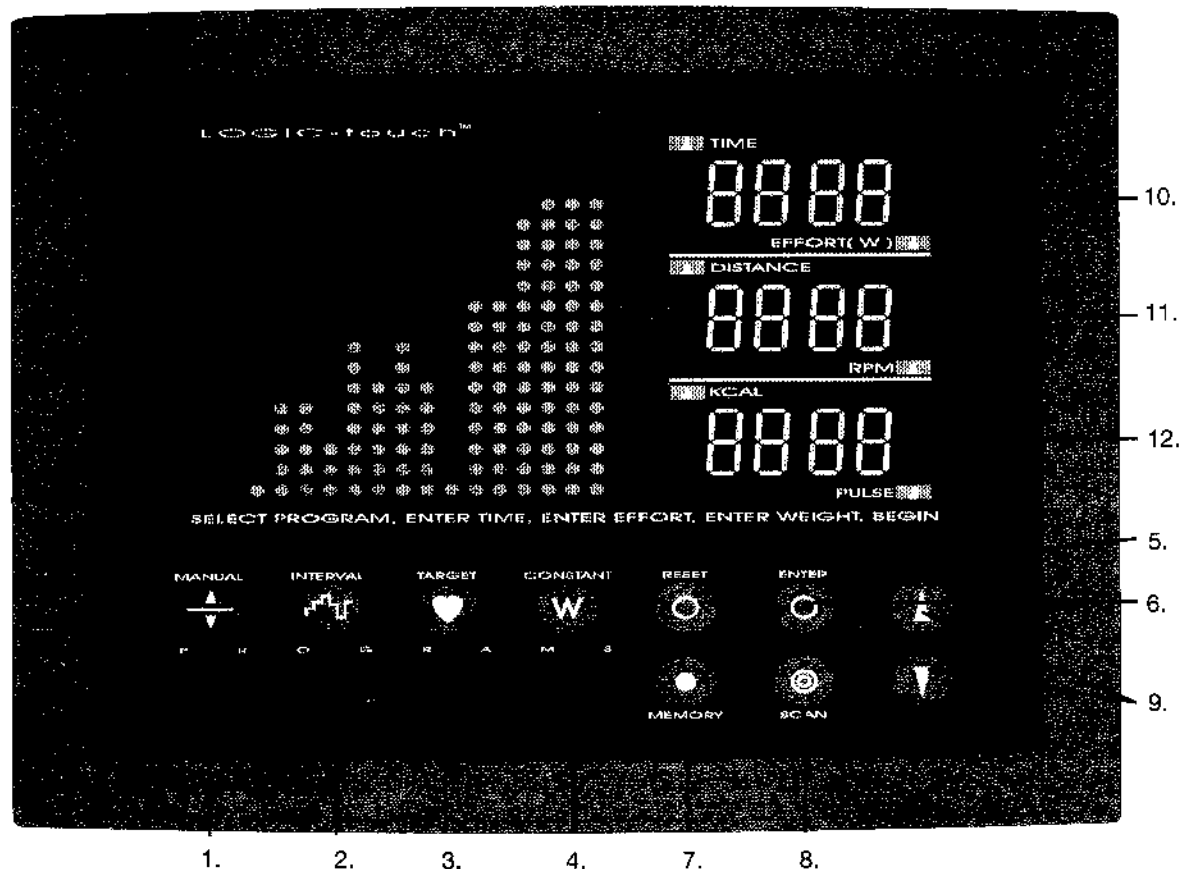 LOGIC-touch™
TIME
8888
10.
EFFORT( W )
DISTANCE
8888
11.
RPM
KCAL
8888
12.
PULSE
SELECT PROGRAM, ENTER TIME, ENTER EFFORT, ENTER WEIGHT, BEGIN
5.
MANUAL INTERVAL TARGET CONSTANT RESET ENTER
W
6.
P R O G R A M S
9.
MEMORY SCAN
1. 2. 3. 4. 7. 8.